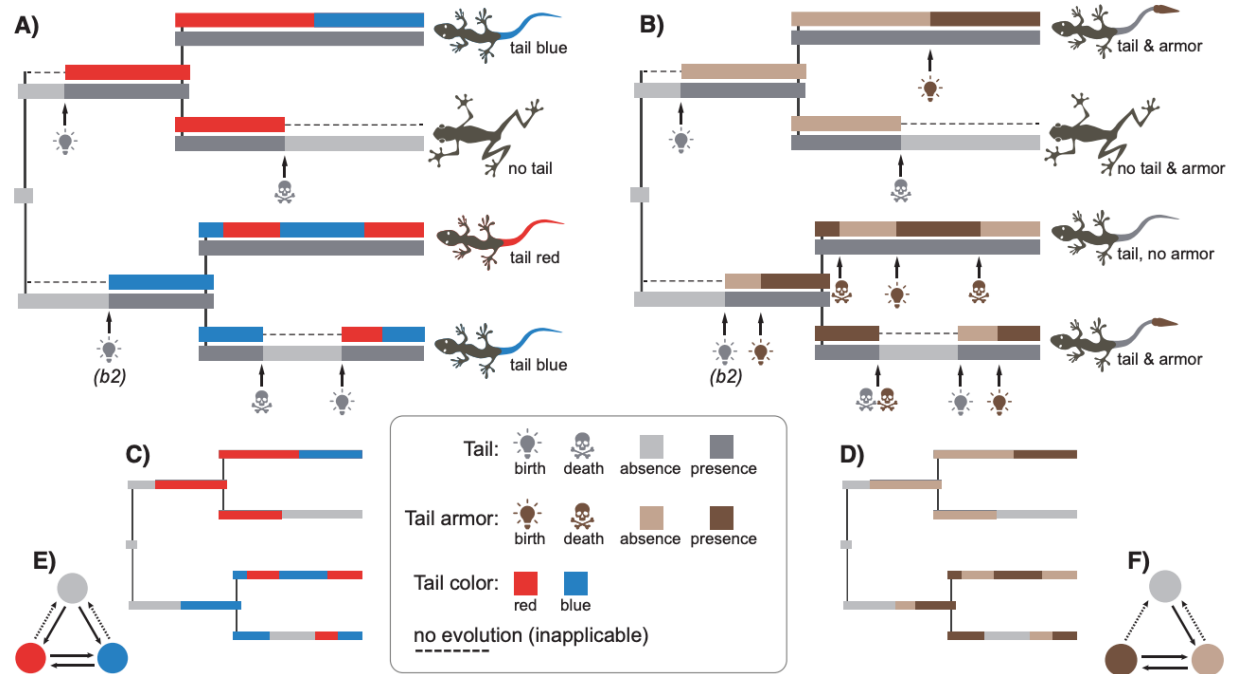 A)
tail blue
no tail
tail red
(b2)
tail blue
B)
tail & armor
no tail & armor
tail, no armor
(b2)
tail & armor
C)
Tail:
birth
death
absence
presence
Tail armor:
birth
death
absence
presence
Tail color:
red
blue
no evolution (inapplicable)
D)
E)
F)